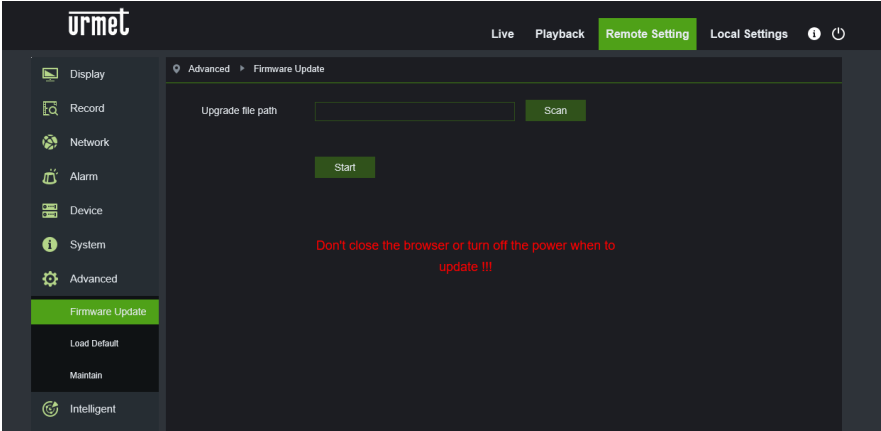 urmet
Live Playback Remote Setting Local Settings
Display
Record
Network
Alarm
Device
System
Advanced
Firmware Update
Load Default
Maintain
Intelligent
Advanced Firmware Update
Upgrade file path Scan
Start
Don't close the browser or turn off the power when to
update !!!